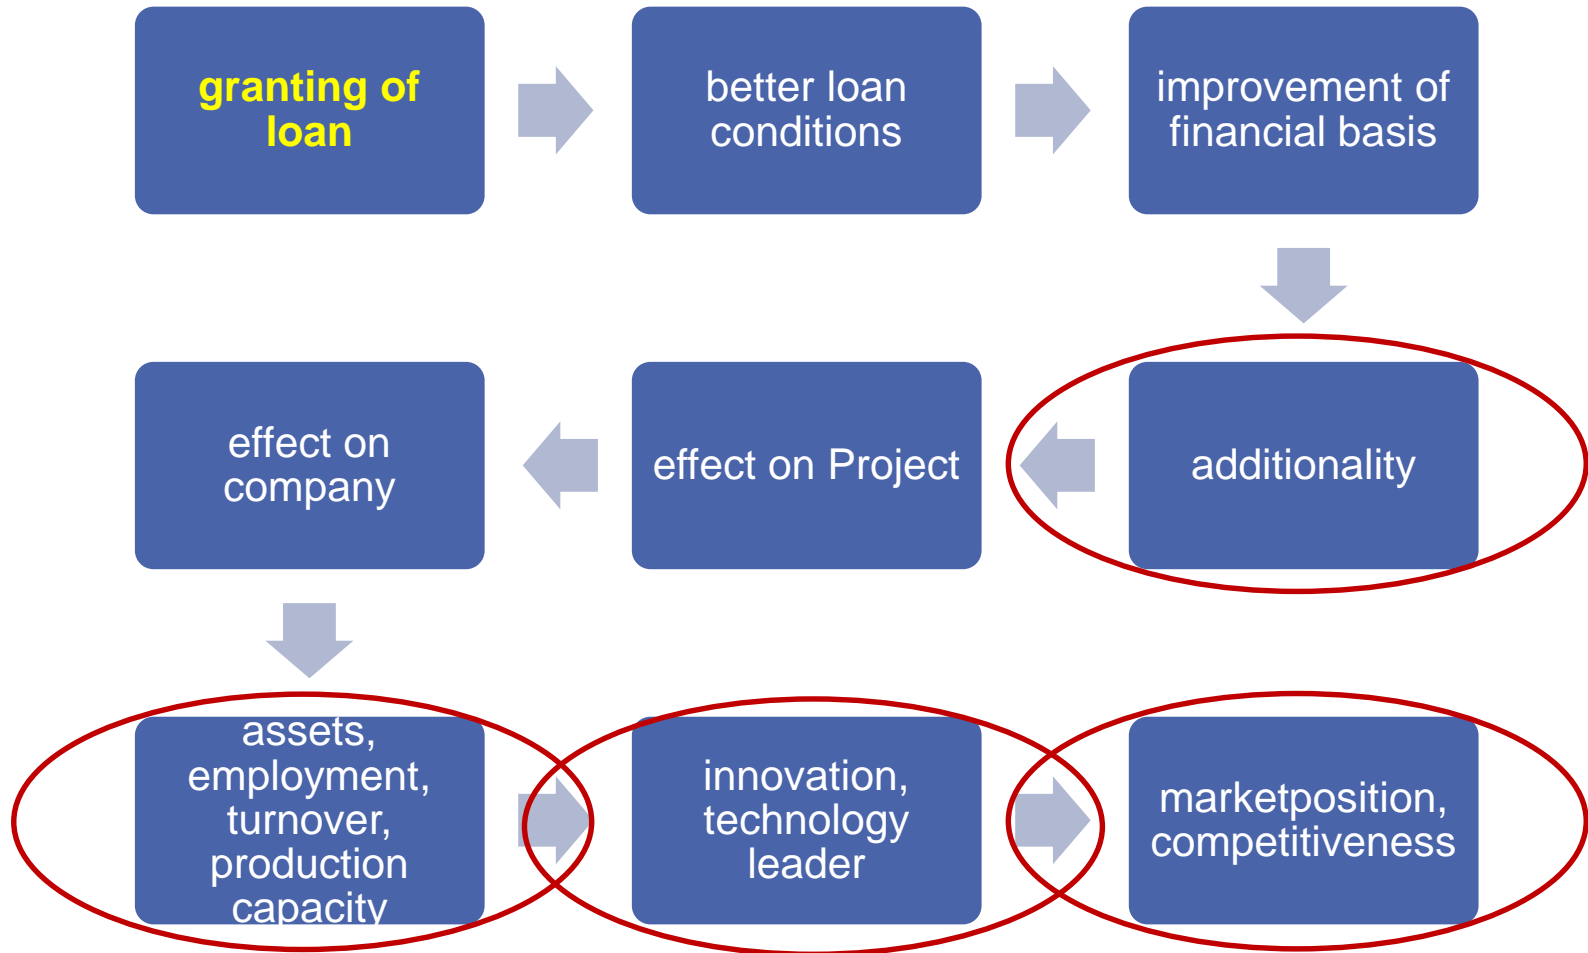 granting of
loan
better loan
conditions
improvement of
financial basis
effect on
company
effect on Project
additionality
assets,
employment,
turnover,
production
capacity
innovation,
technology
leader
marketposition,
competitiveness